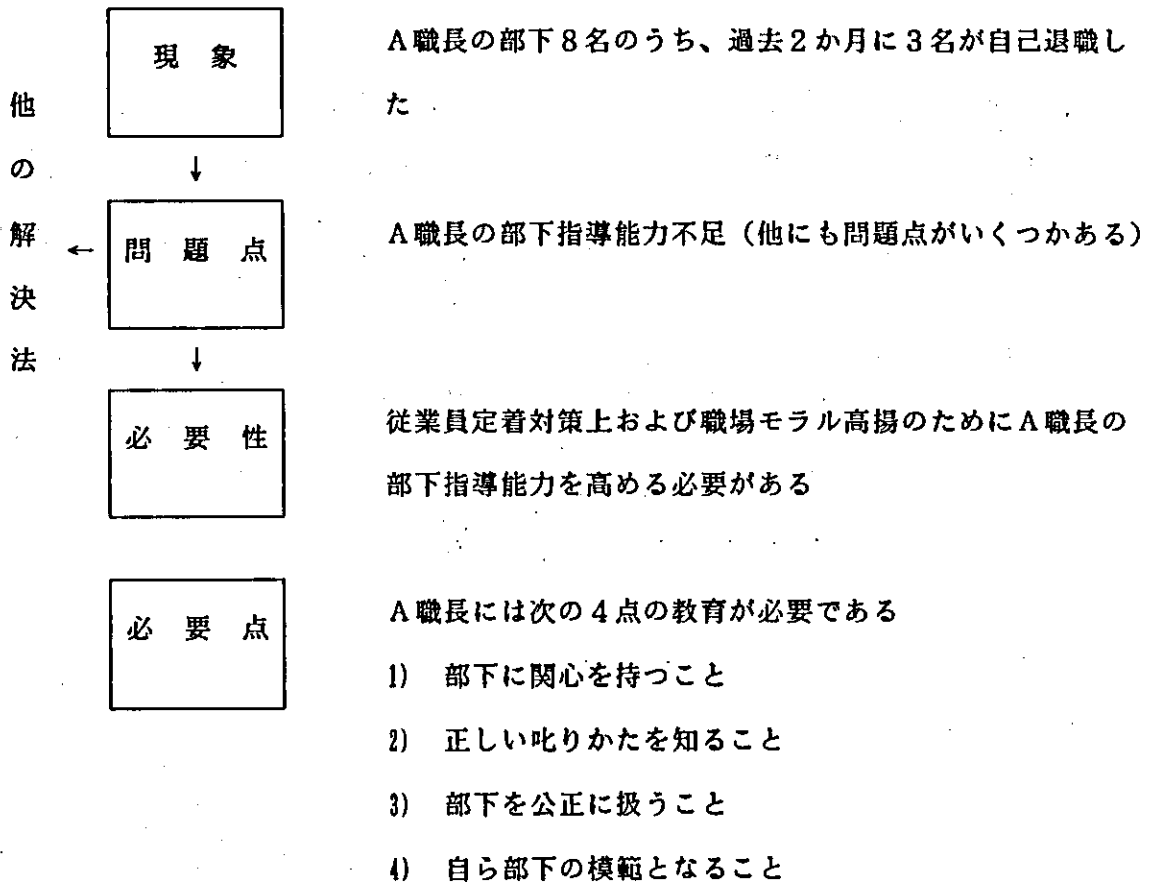 現象
A職長の部下8名のうち、過去2か月に3名が自己退職し
た
↓
他の解決法
←
問題点
A職長の部下指導能力不足（他にも問題点がいくつかある）
↓
必要性
従業員定着対策上および職場モラル高揚のためにA職長の
部下指導能力を高める必要がある
必要点
A職長には次の4点の教育が必要である
1) 部下に関心を持つこと
2) 正しい叱りかたを知ること
3) 部下を公正に扱うこと
4) 自ら部下の模範となること